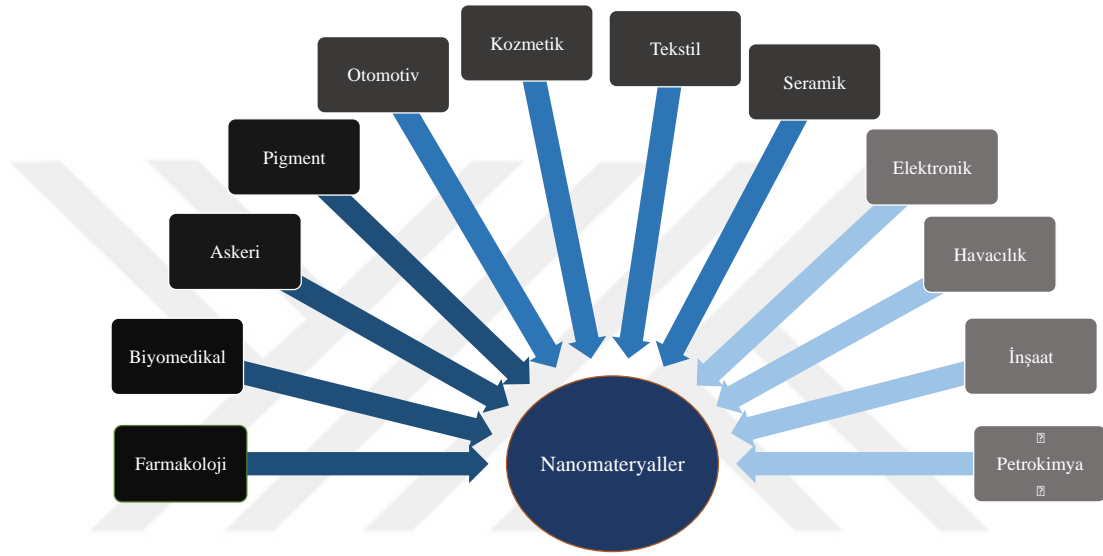 Kozmetik
Tekstil
Otomotiv
Seramik
Pigment
Elektronik
Askeri
Havacılık
Biyomedikal
İnşaat
Farmakoloji
Nanomateryaller
Petrokimya